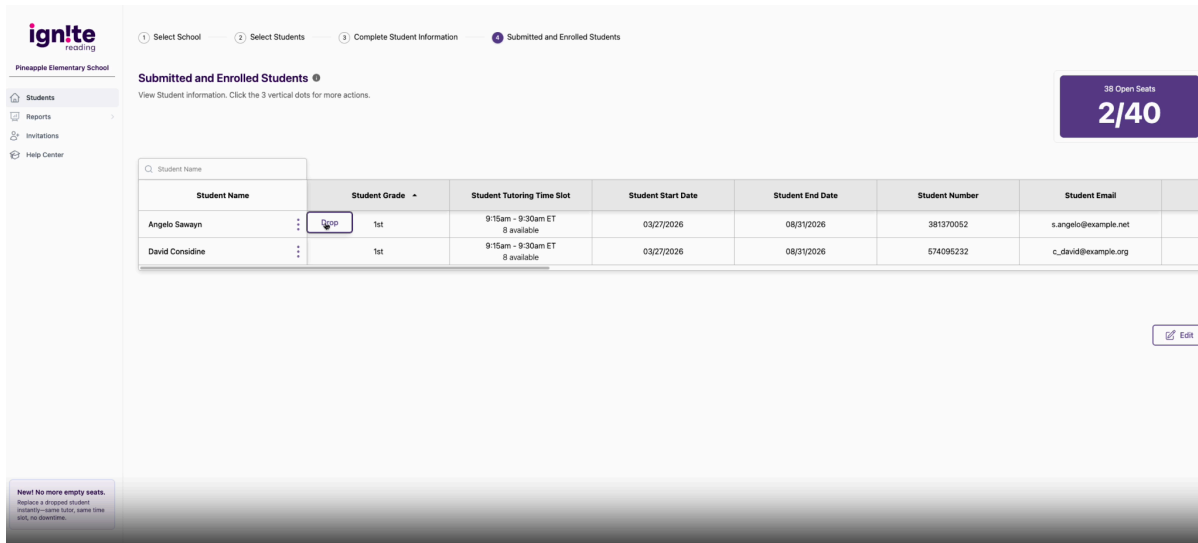 ign!te
reading
Pineapple Elementary School
Students
Reports
Invitations
Help Center
New! No more empty seats.
Replace a dropped student
instantly—same tutor, same time
slot, no downtime.
1 Select School
2 Select Students
3 Complete Student Information
4 Submitted and Enrolled Students
Submitted and Enrolled Students
View Student information. Click the 3 vertical dots for more actions.
38 Open Seats
2/40
Student Name
Student Name Student Grade Student Tutoring Time Slot Student Start Date Student End Date Student Number Student Email
Angelo Sawayn Drop 1st 9:15am - 9:30am ET 03/27/2026 08/31/2026 381370052 s.angelo@example.net
8 available
David Considine 1st 9:15am - 9:30am ET 03/27/2026 08/31/2026 574095232 c_david@example.org
8 available
Edit